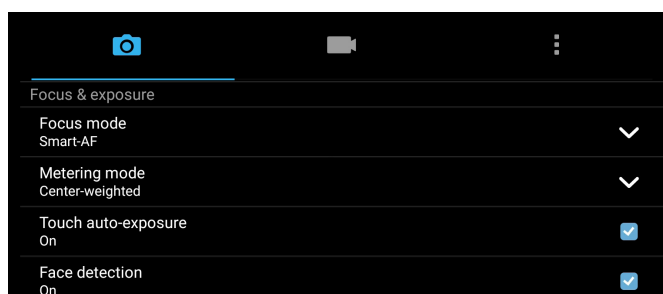 Focus & exposure
Focus mode
Smart-AF
Metering mode
Center-weighted
Touch auto-exposure
On
Face detection
On